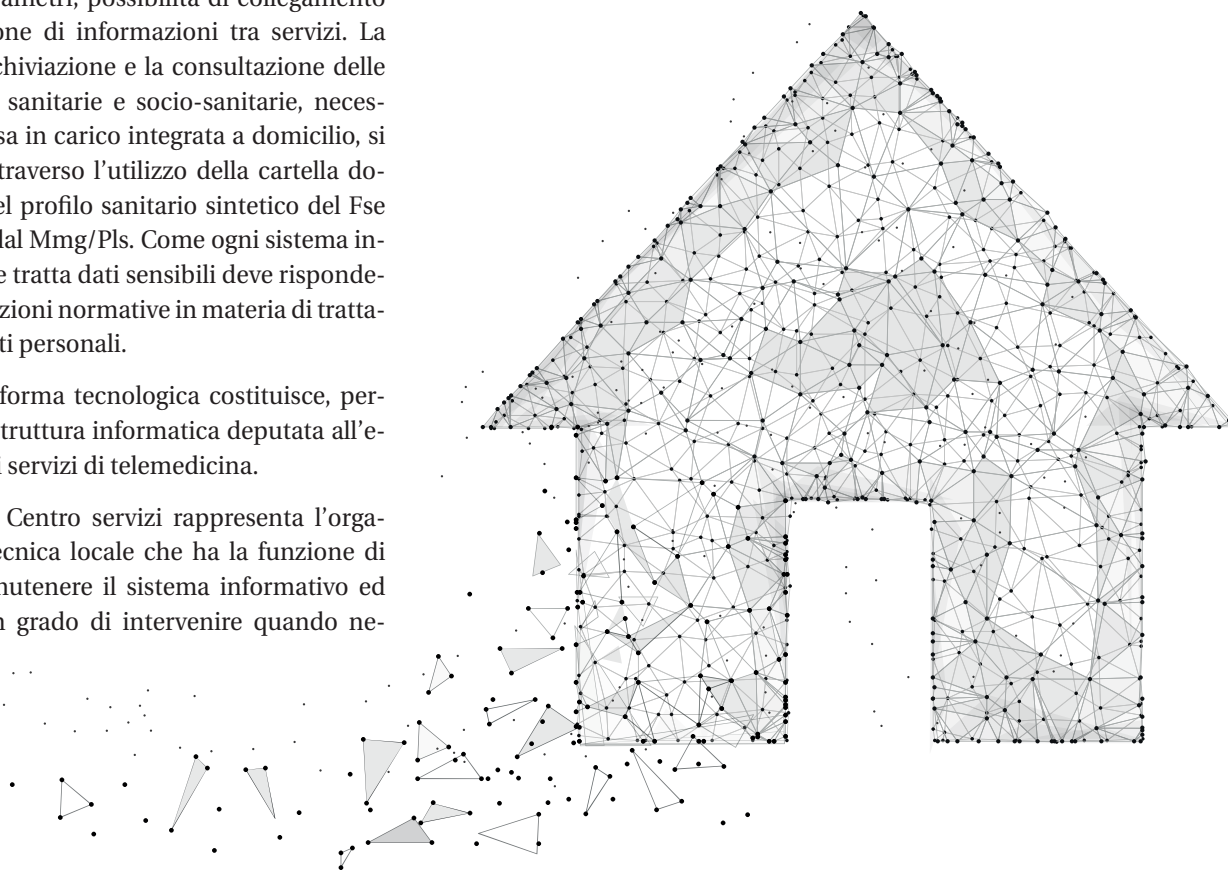 ametri, possibilità di collegamento
one di informazioni tra servizi. La
chiviazione e la consultazione delle
sanitarie e socio-sanitarie, neces-
sa in carico integrata a domicilio, si
traverso l’utilizzo della cartella do-
el profilo sanitario sintetico del Fse
dal Mmg/Pls. Come ogni sistema in-
e tratta dati sensibili deve risponde-
zioni normative in materia di tratta-
ti personali.
forma tecnologica costituisce, per-
struttura informatica deputata all’e-
i servizi di telemedicina.
Centro servizi rappresenta l’orga-
ecnica locale che ha la funzione di
nutenere il sistema informativo ed
n grado di intervenire quando ne-